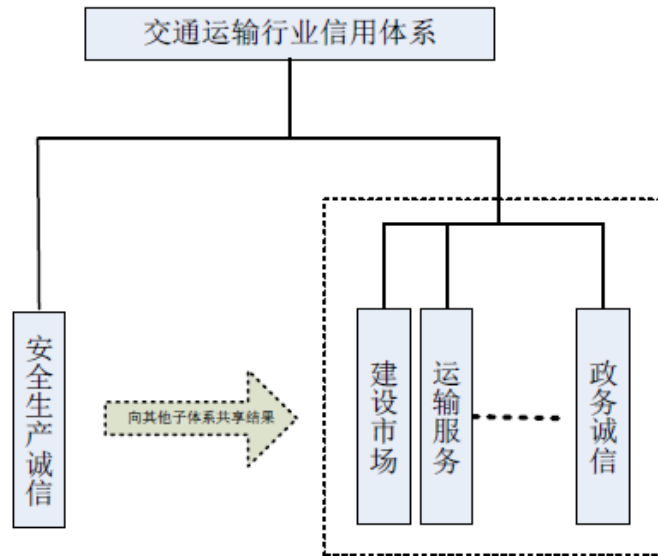 交通运输行业信用体系
安全生产诚信
向其他子体系共享结果
建设市场
运输服务
政务诚信